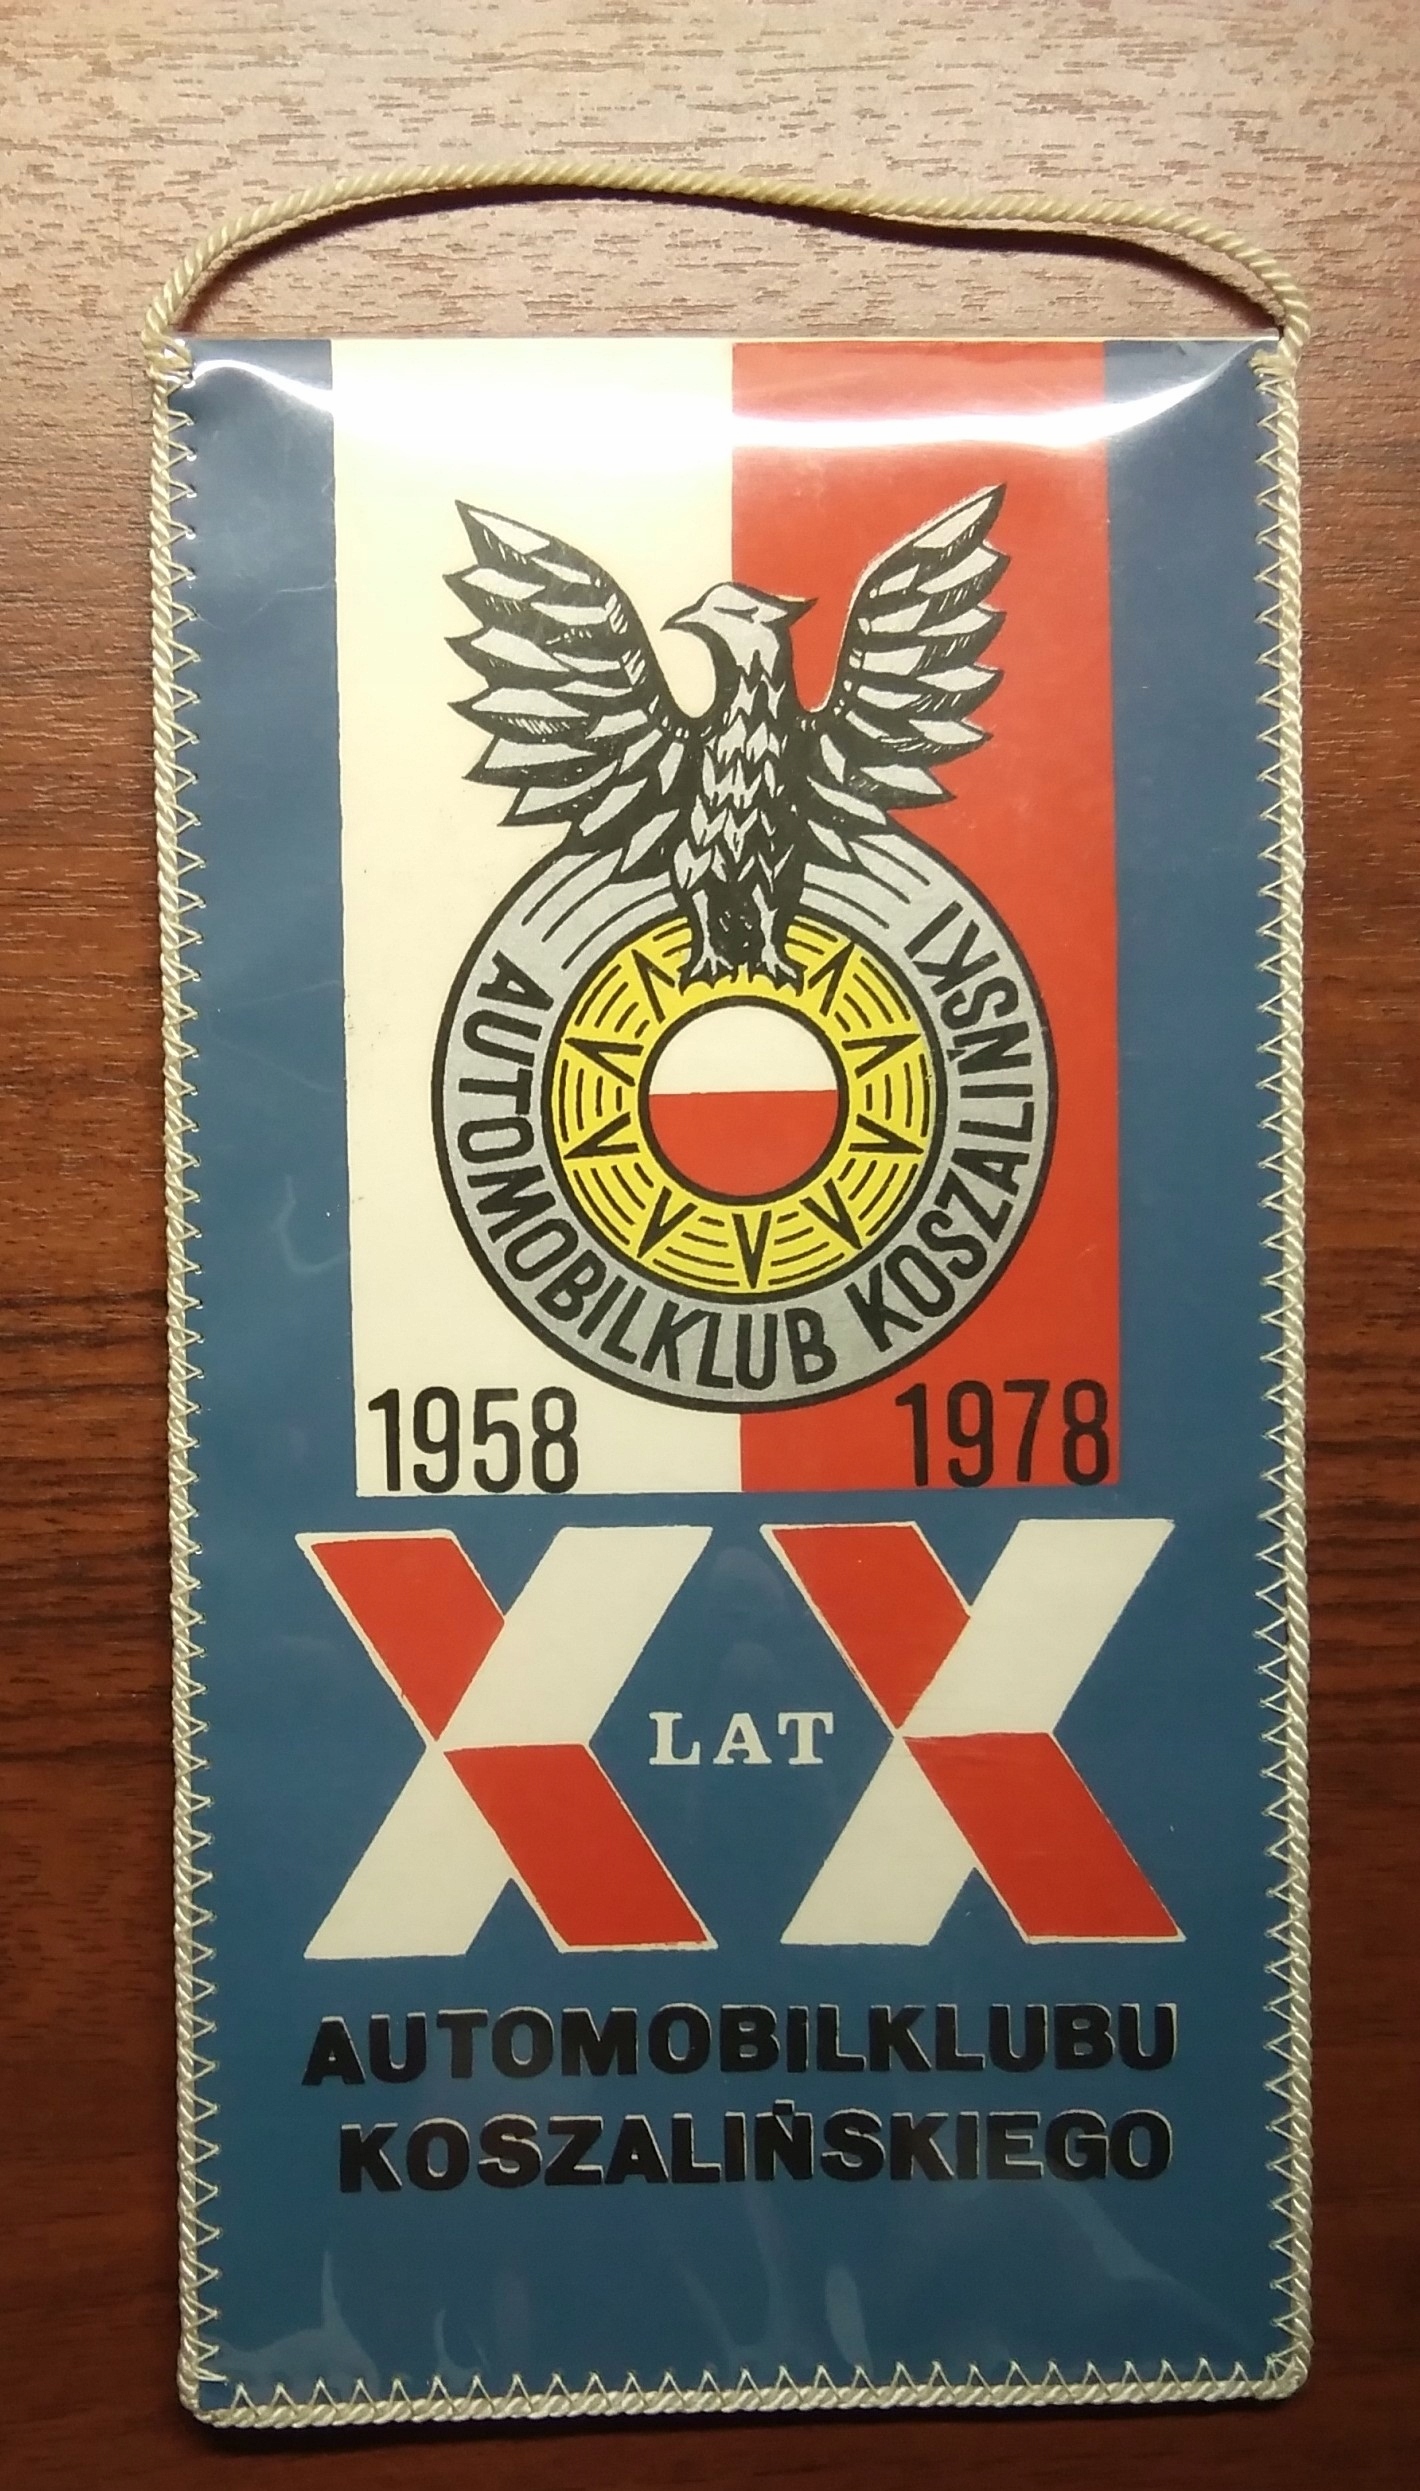 AUTOMOBILKLUB KOSZALIŃSKI
1958 1978
XX
LAT
AUTOMOBILKLUBU
KOSZALIŃSKIEGO